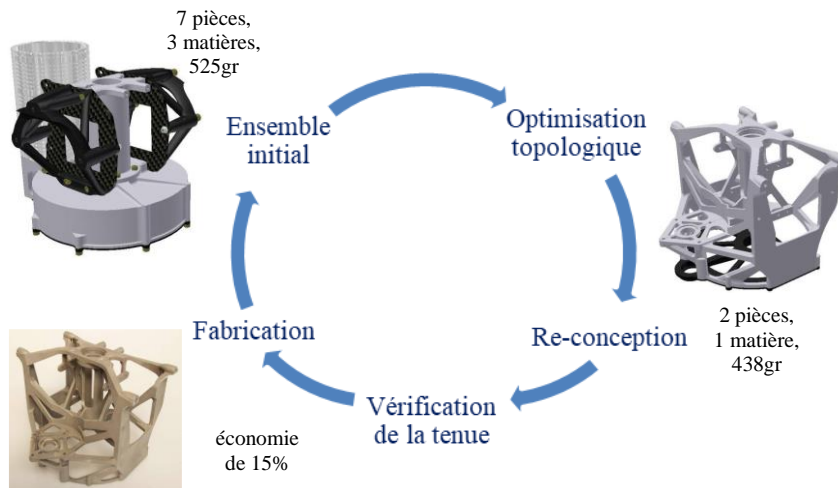 7 pièces,
3 matières,
525gr
Ensemble
initial
Optimisation
topologique
Re-conception
2 pièces,
1 matière,
438gr
Vérification
de la tenue
économie
de 15%
Fabrication